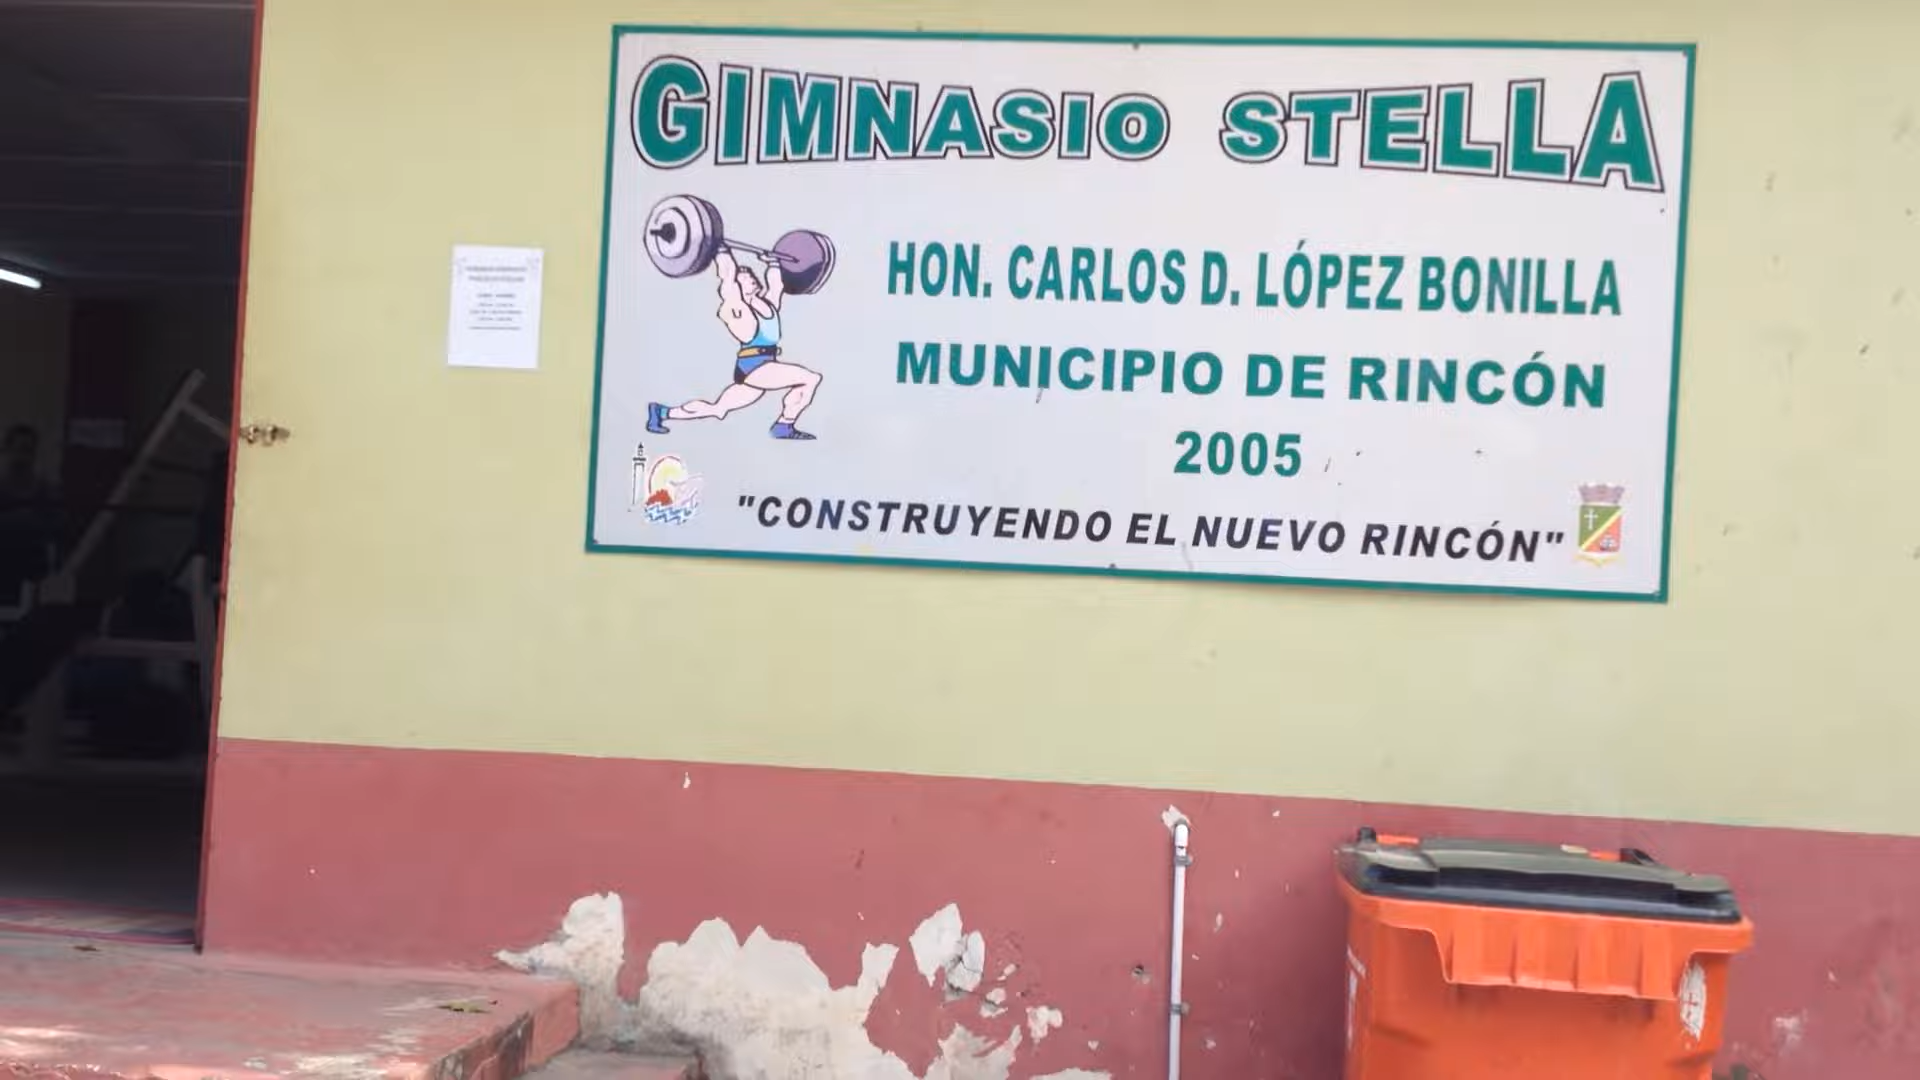 GIMNASIO STELLA
HON. CARLOS D. LÓPEZ BONILLA
MUNICIPIO DE RINCÓN
2005
"CONSTRUYENDO EL NUEVO RINCÓN"